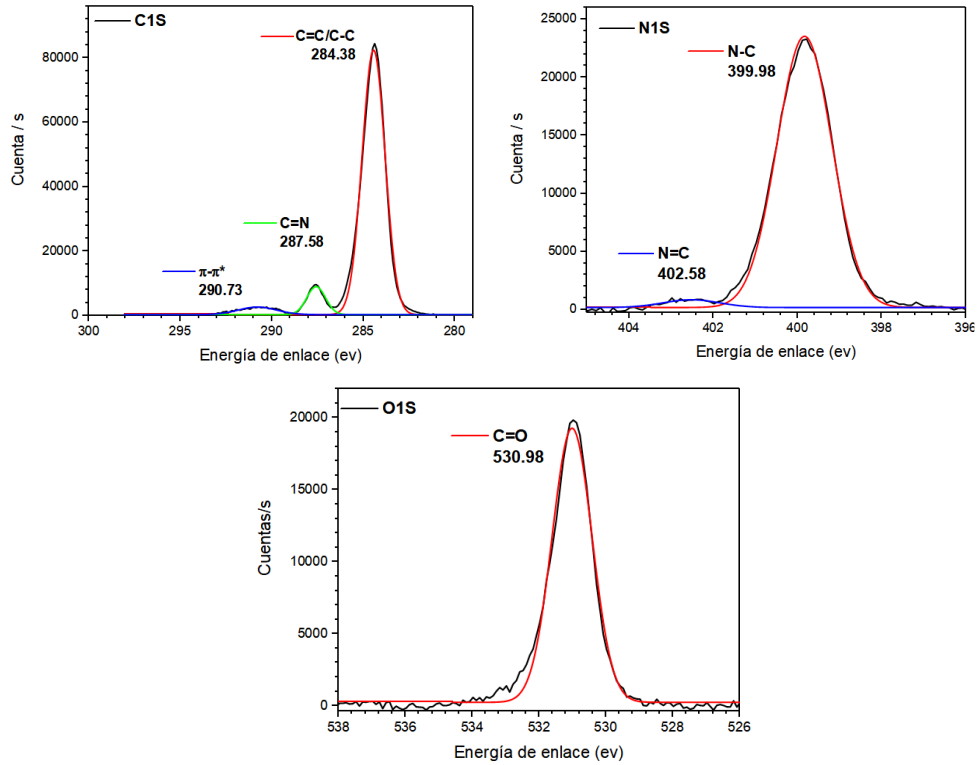 C1S
C=C/C-C
284.38
C=N
287.58
π-π*
290.73
Cuenta / s
80000
60000
40000
20000
0
300
295
290
284
280
Energía de enlace (ev)
N1S
N-C
399.98
N=C
402.58
Cuenta / s
25000
20000
15000
10000
5000
0
404
402
400
398
396
Energía de enlace (ev)
O1S
C=O
530.98
Cuentas/s
20000
15000
10000
5000
0
538
536
534
532
530
528
526
Energía de enlace (ev)